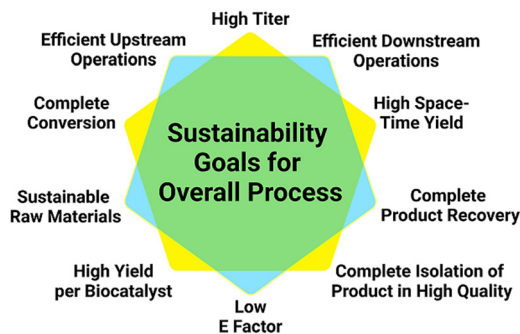 High Titer
Efficient Upstream
Operations
Efficient Downstream
Operations
Complete
Conversion
High Space-
Time Yield
Sustainability
Goals for
Overall Process
Sustainable
Raw Materials
Complete
Product Recovery
High Yield
per Biocatalyst
Complete Isolation of
Product in High Quality
Low
E Factor